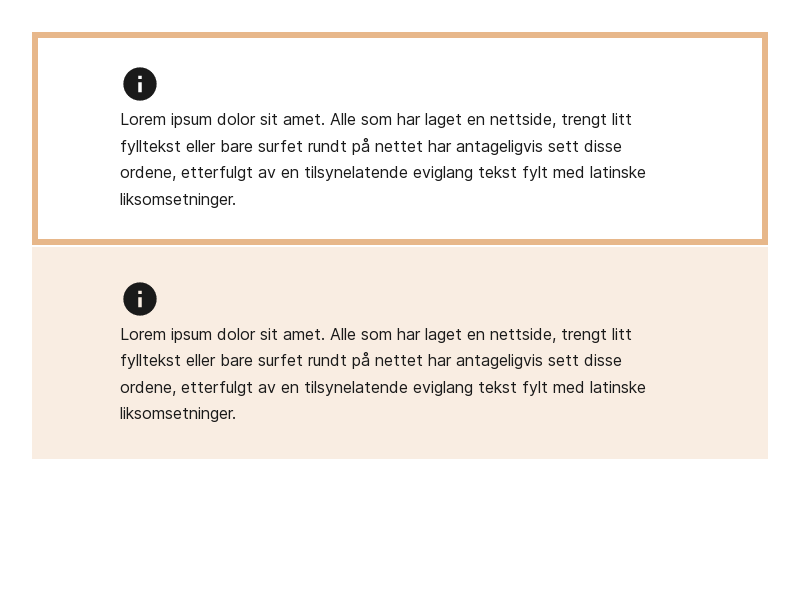 Lorem ipsum dolor sit amet. Alle som har laget en nettside, trengt litt
fylltekst eller bare surfet rundt på nettet har antageligvis sett disse
ordene, etterfulgt av en tilsynelatende eviglang tekst fylt med latinske
liksomsetninger.
Lorem ipsum dolor sit amet. Alle som har laget en nettside, trengt litt
fylltekst eller bare surfet rundt på nettet har antageligvis sett disse
ordene, etterfulgt av en tilsynelatende eviglang tekst fylt med latinske
liksomsetninger.